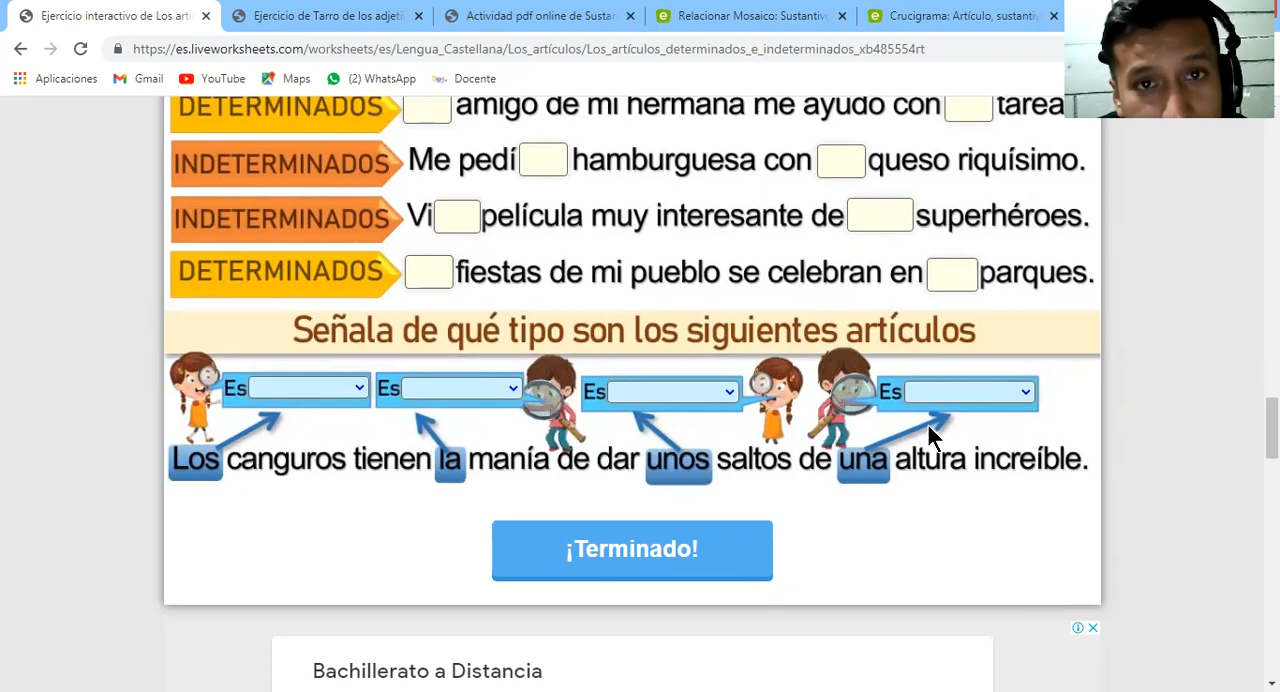 Ejercicio interactivo de Los art
Ejercicio de Tarro de los adjeti
Actividad pdf online de Sustan
Relacionar Mosaico: Sustantiv
Crucigrama: Artículo, sustanti
https://es.liveworksheets.com/worksheets/es/Lengua_Castellana/Los_artículos/Los_artículos_determinados_e_indeterminados_xb485554rt
Aplicaciones Gmail YouTube Maps (2) WhatsApp Docente
DETERMINADOS amigo de mi hermana me ayudo con tarea
INDETERMINADOS Me pedí hamburguesa con queso riquísimo.
INDETERMINADOS Vi película muy interesante de superhéroes.
DETERMINADOS fiestas de mi pueblo se celebran en parques.
Señala de qué tipo son los siguientes artículos
Es Es Es Es
Los canguros tienen la manía de dar unos saltos de una altura increíble.
¡Terminado!
Bachillerato a Distancia